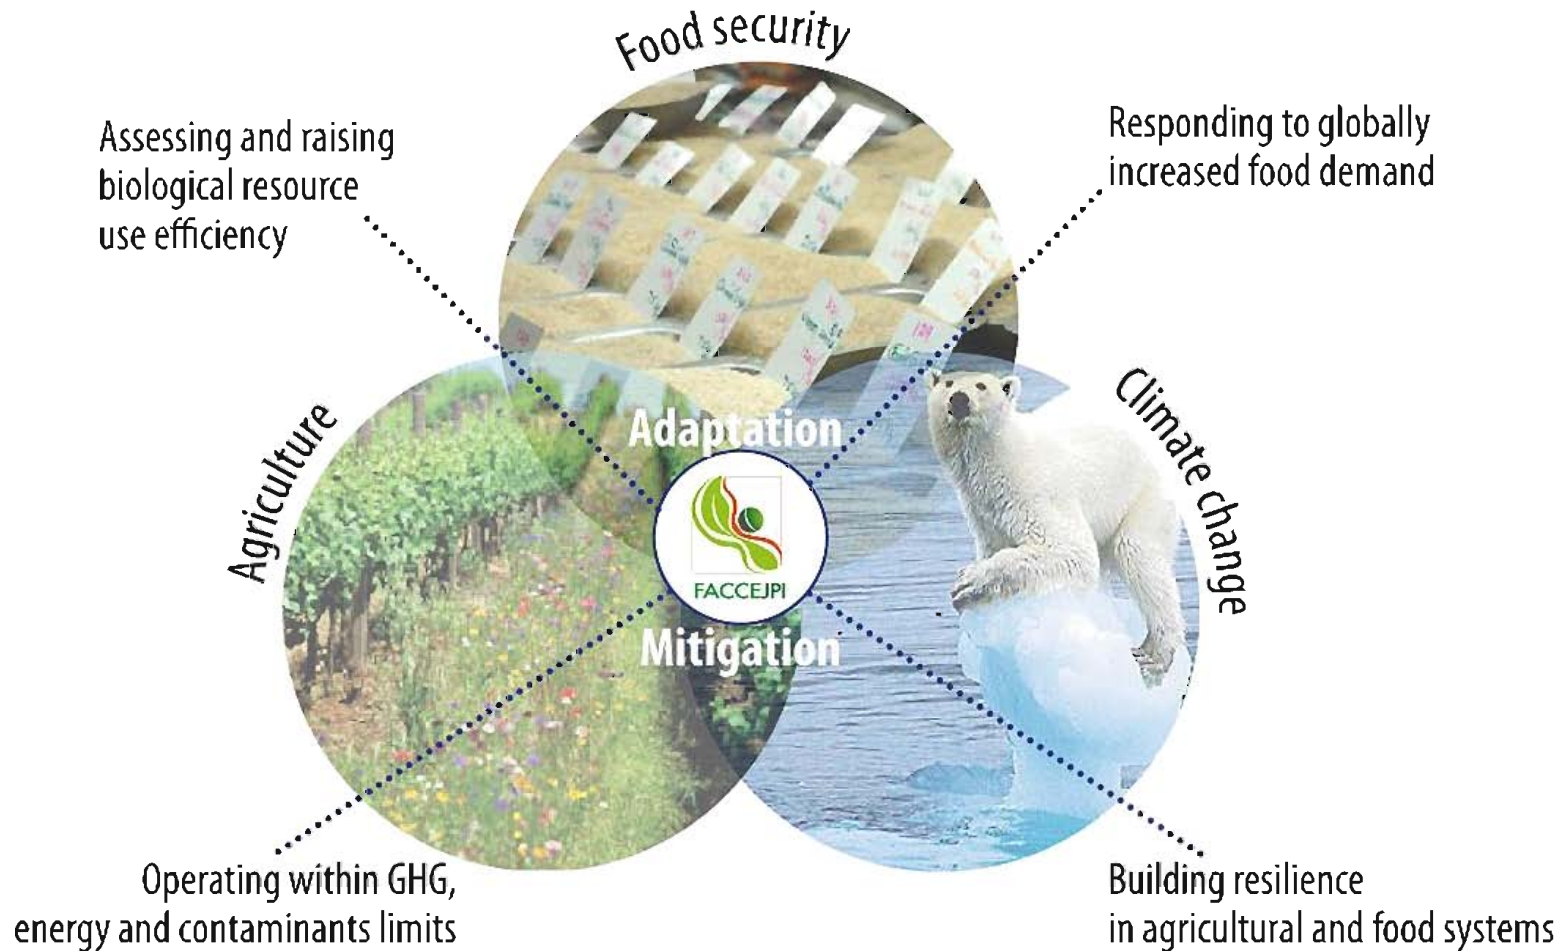 Food security
Assessing and raising
biological resource
use efficiency
Responding to globally
increased food demand
Agriculture
Adaptation
Climate change
FACCEJPI
Mitigation
Operating within GHG,
energy and contaminants limits
Building resilience
in agricultural and food systems